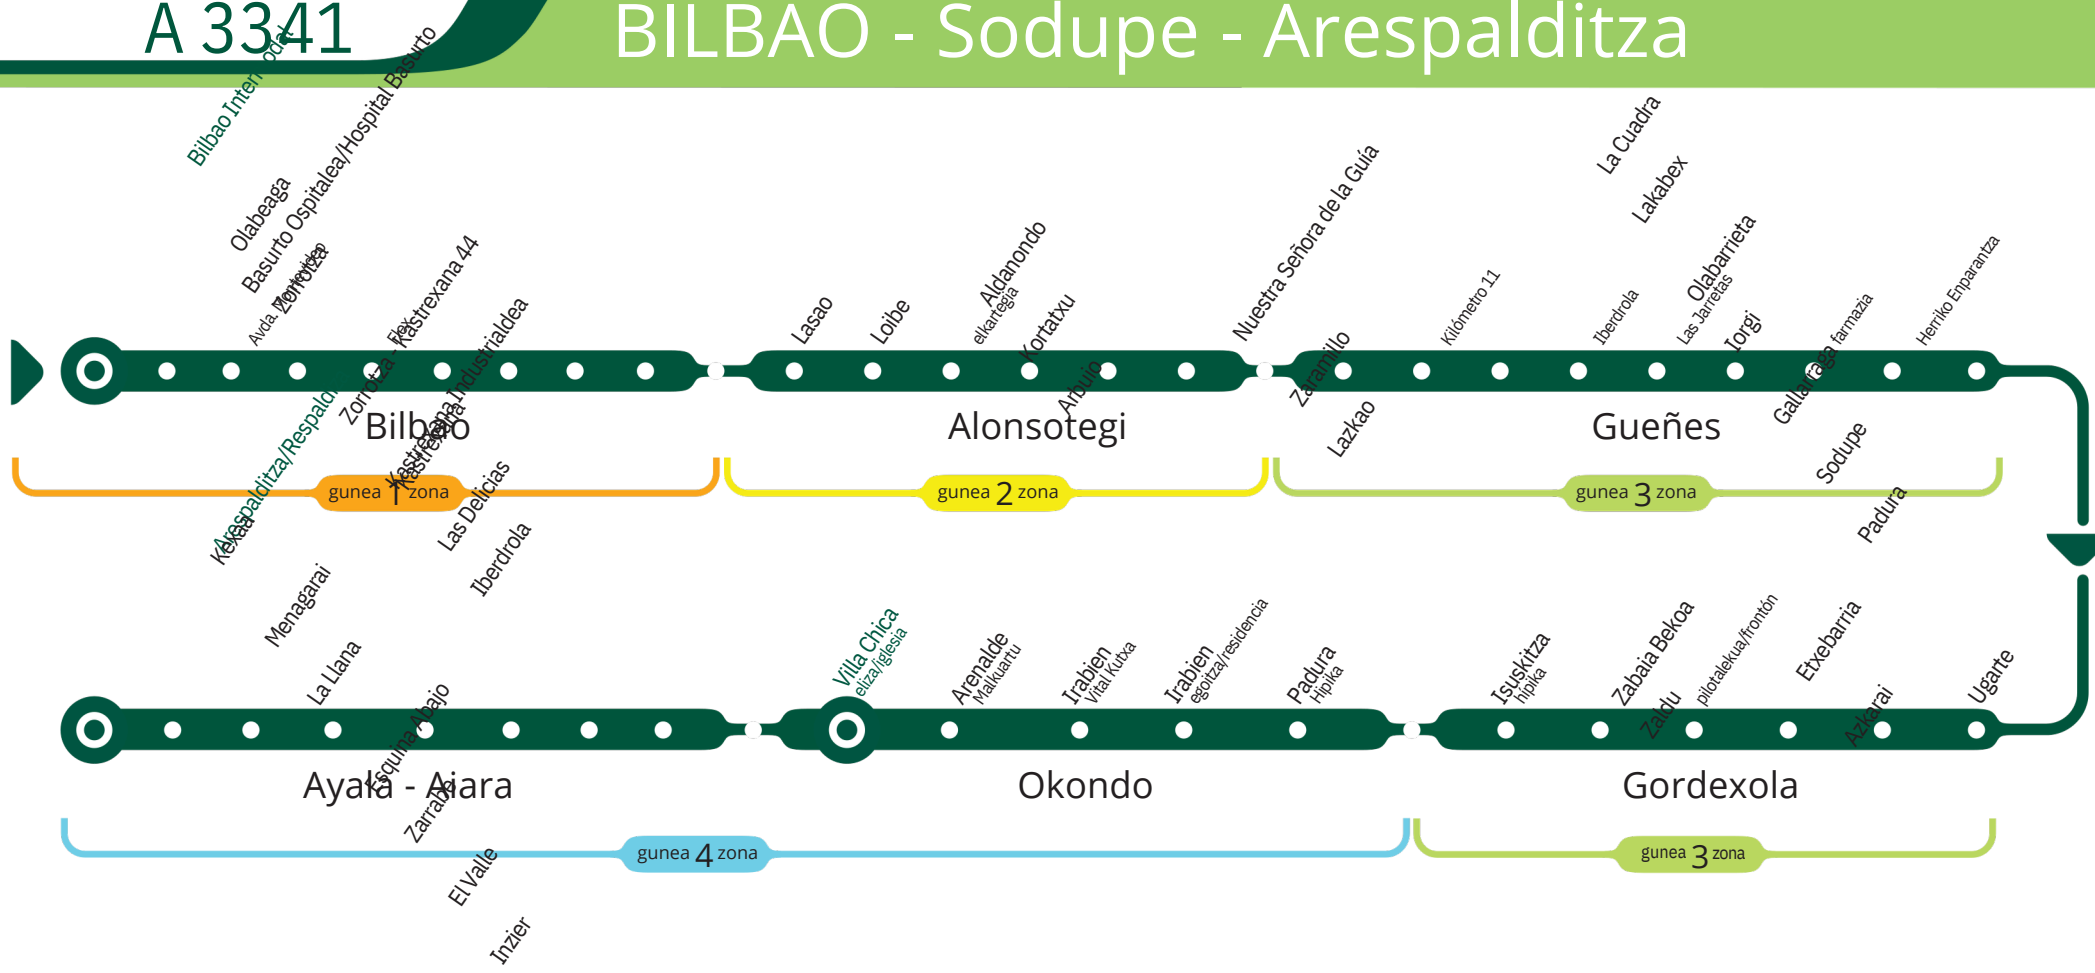 A 3341
BILBAO - Sodupe - Arespalditza
Bilbao Intermodal
Olabeaga
Basurto Ospitalea/Hospital Basurto
Zorrotza
Avda. Montevideo
Zorrotza - Kastrexana 44
Flex
Kastrexana Industrialdea
Kastrexana
Las Delicias
Iberdrola
Lasao
Loibe
Aldanondo
elkartegia
Kortatxu
Arbuio
Nuestra Señora de la Guía
Zaramillo
Lazkao
Kilómetro 11
La Cuadra
Iberdrola
Lakabex
Olabarrieta
Las Jarretas
Iorgi
Gallarraga farmazia
Sodupe
Herriko Enparantza
Padura
Bilbao
Alonsotegi
Gueñes
gunea 1 zona
gunea 2 zona
gunea 3 zona
Arespalditza/Respaldi
Kexaa
Menagarai
La Llana
Esquina Abajo
Zarrabe
El Valle
Inzier
Villa Chica
eliza/iglesia
Arenalde
Malkuartu
Irabien
Vital Kutxa
Irabien
egoitza/residencia
Padura
Hipika
Isuskitza
hipika
Zabaia Bekoa
Zaldu
pilotalekua/frontón
Etxebarria
Azkarai
Ugarte
Ayala - Aiara
Okondo
Gordexola
gunea 4 zona
gunea 3 zona